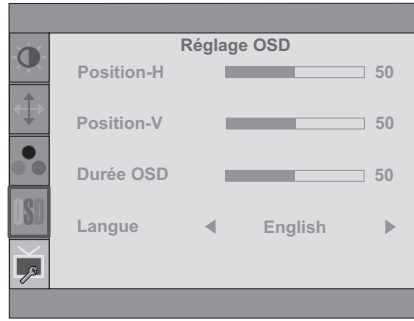 Réglage OSD
Position-H 50
Position-V 50
Durée OSD 50
OSD
Langue English